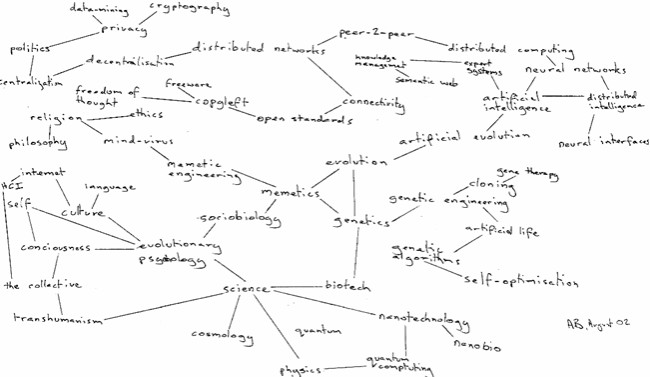 data-mining
cryptography
privacy
politics
decentralisation
distributed networks
peer-2-peer
distributed computing
knowledge
managemet
expert
systems
neural networks
semantic web
centralization
freedom of
thought
freeware
copyleft
connectivity
artificial
intelligence
distributed
intelligence
religion
ethics
open standards
philosophy
mind-virus
artificial evolution
neural interfaces
evolution
memetic
engineering
internet
HCI
language
memetics
gene therapy
cloning
genetic engineering
self
culture
sociobiology
genetics
artificial life
conciousness
evolutionary
genetic
algorithms
self-optimisation
the collective
science
biotech
transhumanism
nanotechnology
AB, August 02
cosmology
quantum
nanobio
physics
quantum